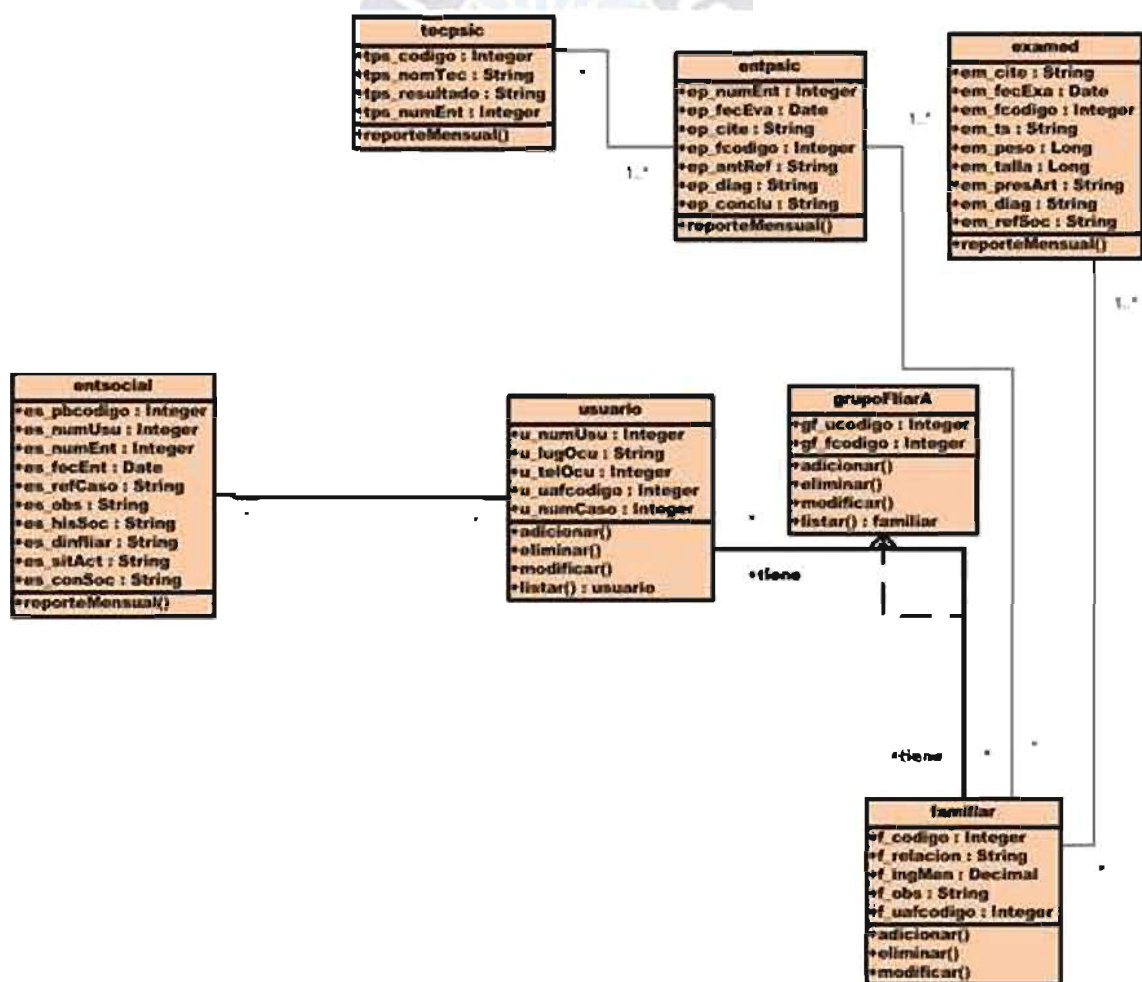 tecpsic
+tps_codigo : Integer
+tps_nomTec : String
+tps_resultado : String
+tps_numEnt : Integer
+reporteMensual()
*
1..*
entpsic
+ep_numEnt : Integer
+ep_fecEva : Date
+ep_cite : String
+ep_fcodigo : Integer
+ep_antRef : String
+ep_diag : String
+ep_conclu : String
+reporteMensual()
1..*
examed
+em_cite : String
+em_fecExa : Date
+em_fcodigo : Integer
+em_ts : String
+em_peso : Long
+em_talla : Long
+em_presArt : String
+em_diag : String
+em_refSoc : String
+reporteMensual()
1..*
entsocial
+es_pbcodigo : Integer
+es_numUsu : Integer
+es_numEnt : Integer
+es_fecEnt : Date
+es_refCaso : String
+es_obs : String
+es_hisSoc : String
+es_dinfliar : String
+es_sitAct : String
+es_conSoc : String
+reporteMensual()
*
*
usuario
+u_numUsu : Integer
+u_lugOcu : String
+u_telOcu : Integer
+u_uafcodigo : Integer
+u_numCaso : Integer
+adicionar()
+eliminar()
+modificar()
+listar() : usuario
*
+tiene
grupoFliarA
+gf_ucodigo : Integer
+gf_fcodigo : Integer
+adicionar()
+eliminar()
+modificar()
+listar() : familiar
+tiene
*
*
familiar
+f_codigo : Integer
+f_relacion : String
+f_ingMen : Decimal
+f_obs : String
+f_uafcodigo : Integer
+adicionar()
+eliminar()
+modificar()
*